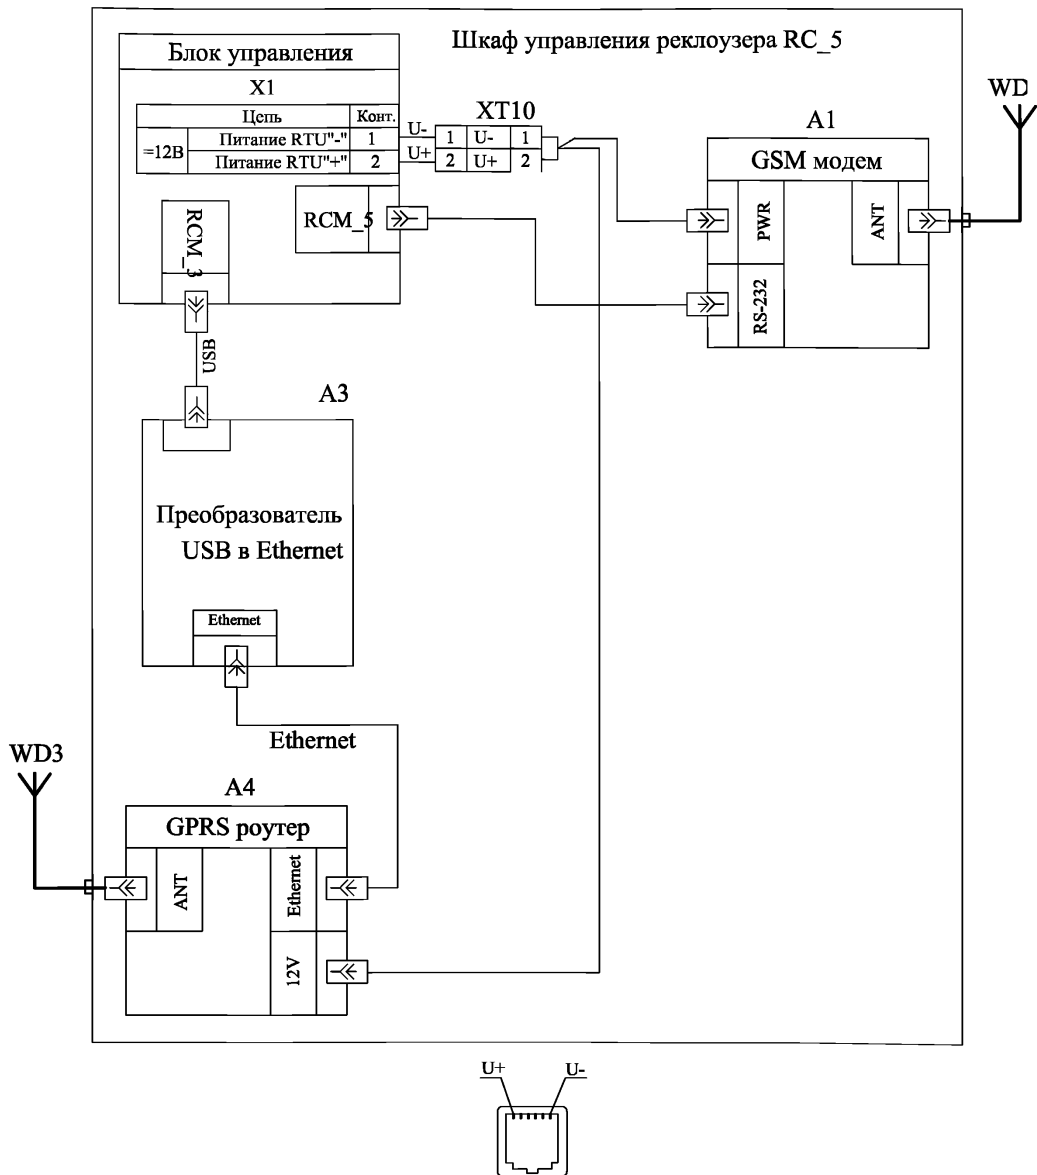 Шкаф управления реклоузера RC_5
Блок управления
X1
Цепь Конт.
=12В
Питание RTU"-" 1
Питание RTU"+" 2
U-
U+
XT10
1 U- 1
2 U+ 2
RCM_5
RCM_3
USB
A1
GSM модем
PWR
RS-232
ANT
WD
A3
Преобразователь
USB в Ethernet
Ethernet
Ethernet
WD3
A4
GPRS роутер
ANT
Ethernet
12V
U+ U-